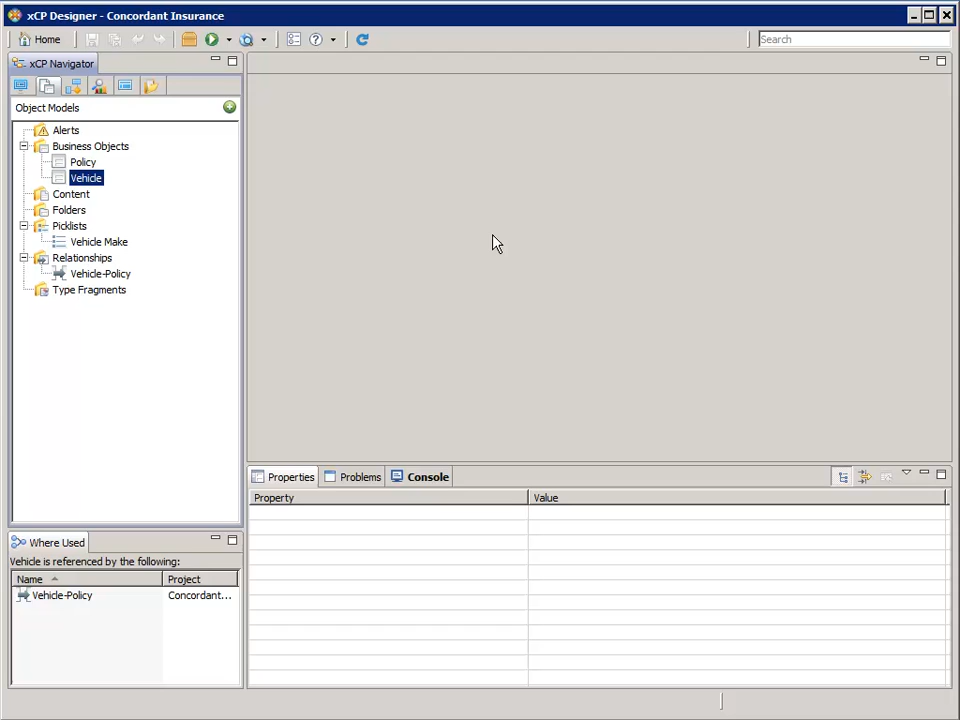 xCP Designer - Concordant Insurance
Home
Search
xCP Navigator
Object Models
Alerts
Business Objects
Policy
Vehicle
Content
Folders
Picklists
Vehicle Make
Relationships
Vehicle-Policy
Type Fragments
Properties Problems Console
Property Value
Where Used
Vehicle is referenced by the following:
Name Project
Vehicle-Policy Concordant...